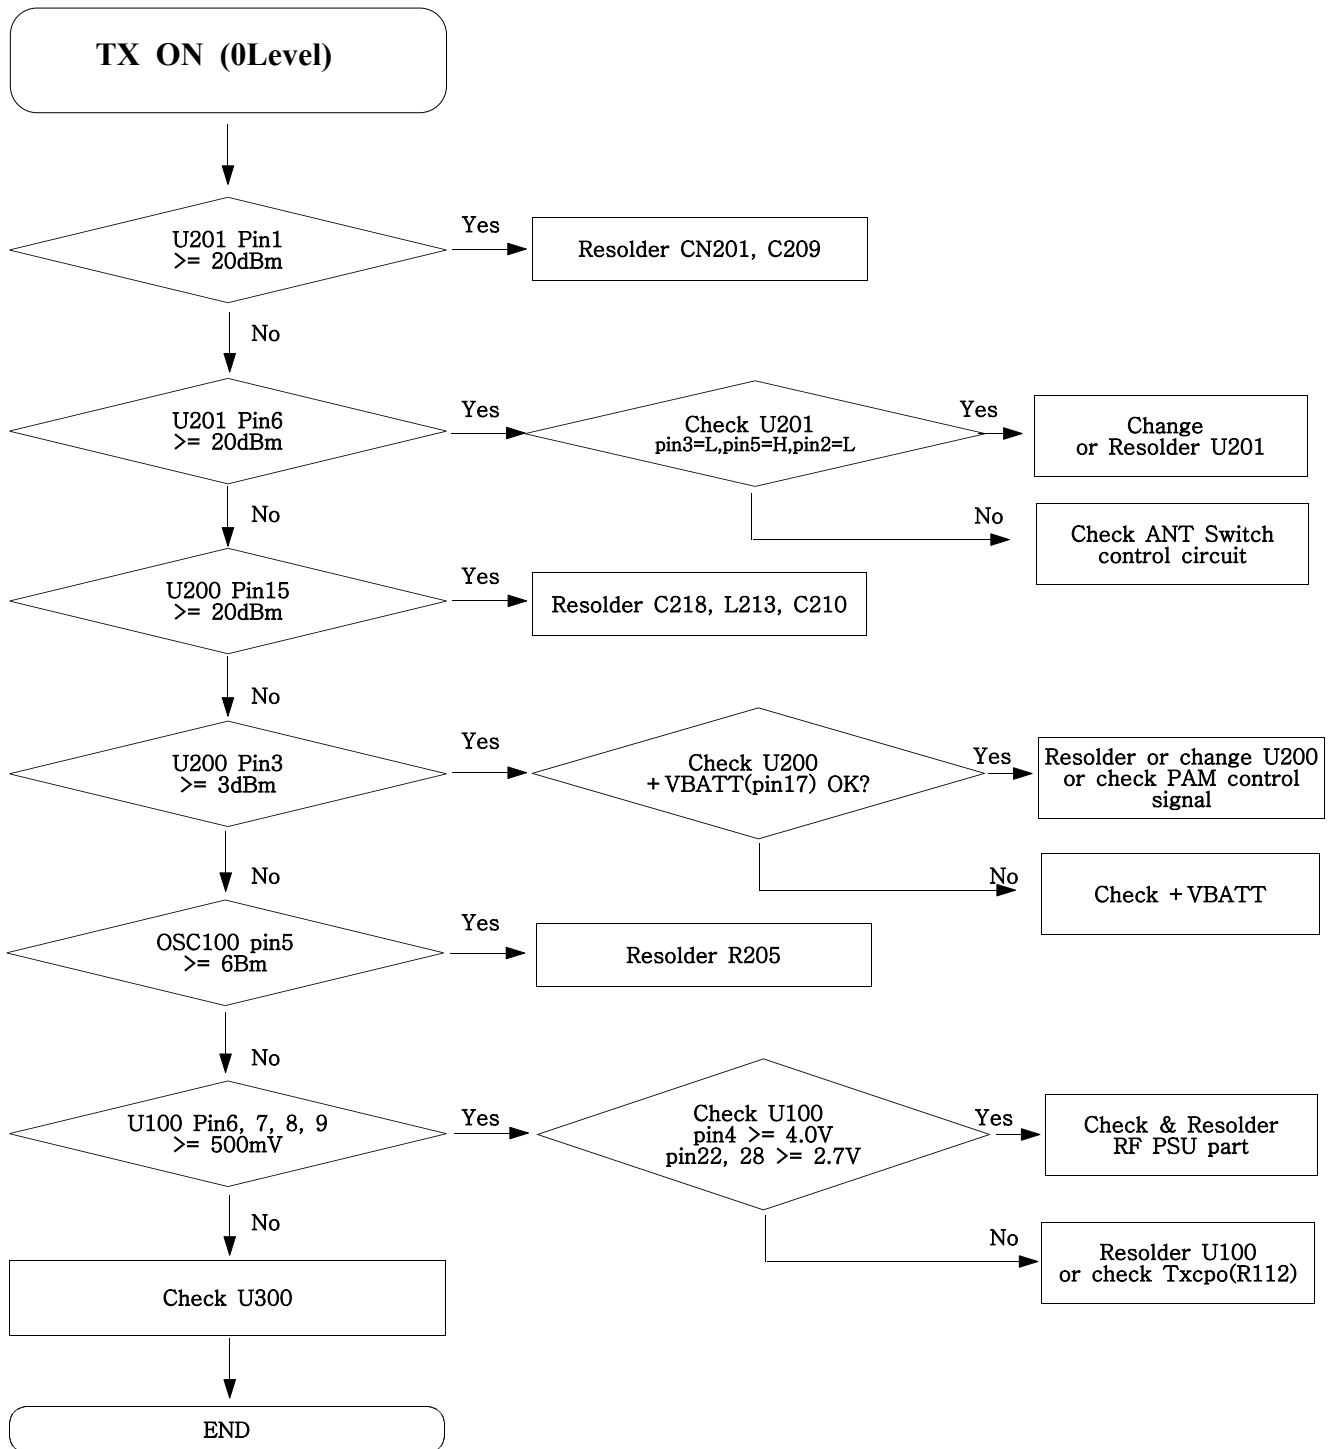 TX ON (0Level)
U201 Pin1
>= 20dBm
Yes
Resolder CN201, C209
No
U201 Pin6
>= 20dBm
Yes
Check U201
pin3=L,pin5=H,pin2=L
Yes
Change
or Resolder U201
No
Check ANT Switch
control circuit
No
U200 Pin15
>= 20dBm
Yes
Resolder C218, L213, C210
No
U200 Pin3
>= 3dBm
Yes
Check U200
+VBATT(pin17) OK?
Yes
Resolder or change U200
or check PAM control
signal
No
Check +VBATT
No
OSC100 pin5
>= 6Bm
Yes
Resolder R205
No
U100 Pin6, 7, 8, 9
>= 500mV
Yes
Check U100
pin4 >= 4.0V
pin22, 28 >= 2.7V
Yes
Check & Resolder
RF PSU part
No
Resolder U100
or check Txcpo(R112)
No
Check U300
END